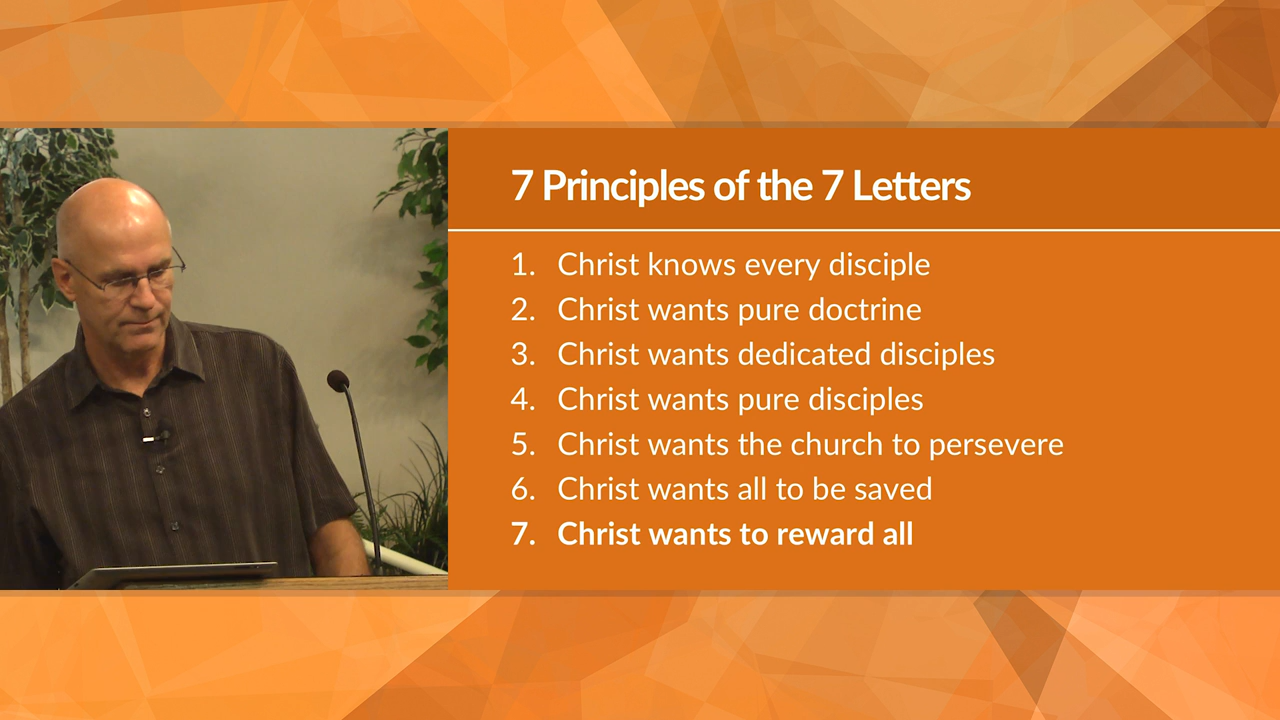 7 Principles of the 7 Letters
1. Christ knows every disciple
2. Christ wants pure doctrine
3. Christ wants dedicated disciples
4. Christ wants pure disciples
5. Christ wants the church to persevere
6. Christ wants all to be saved
7. Christ wants to reward all